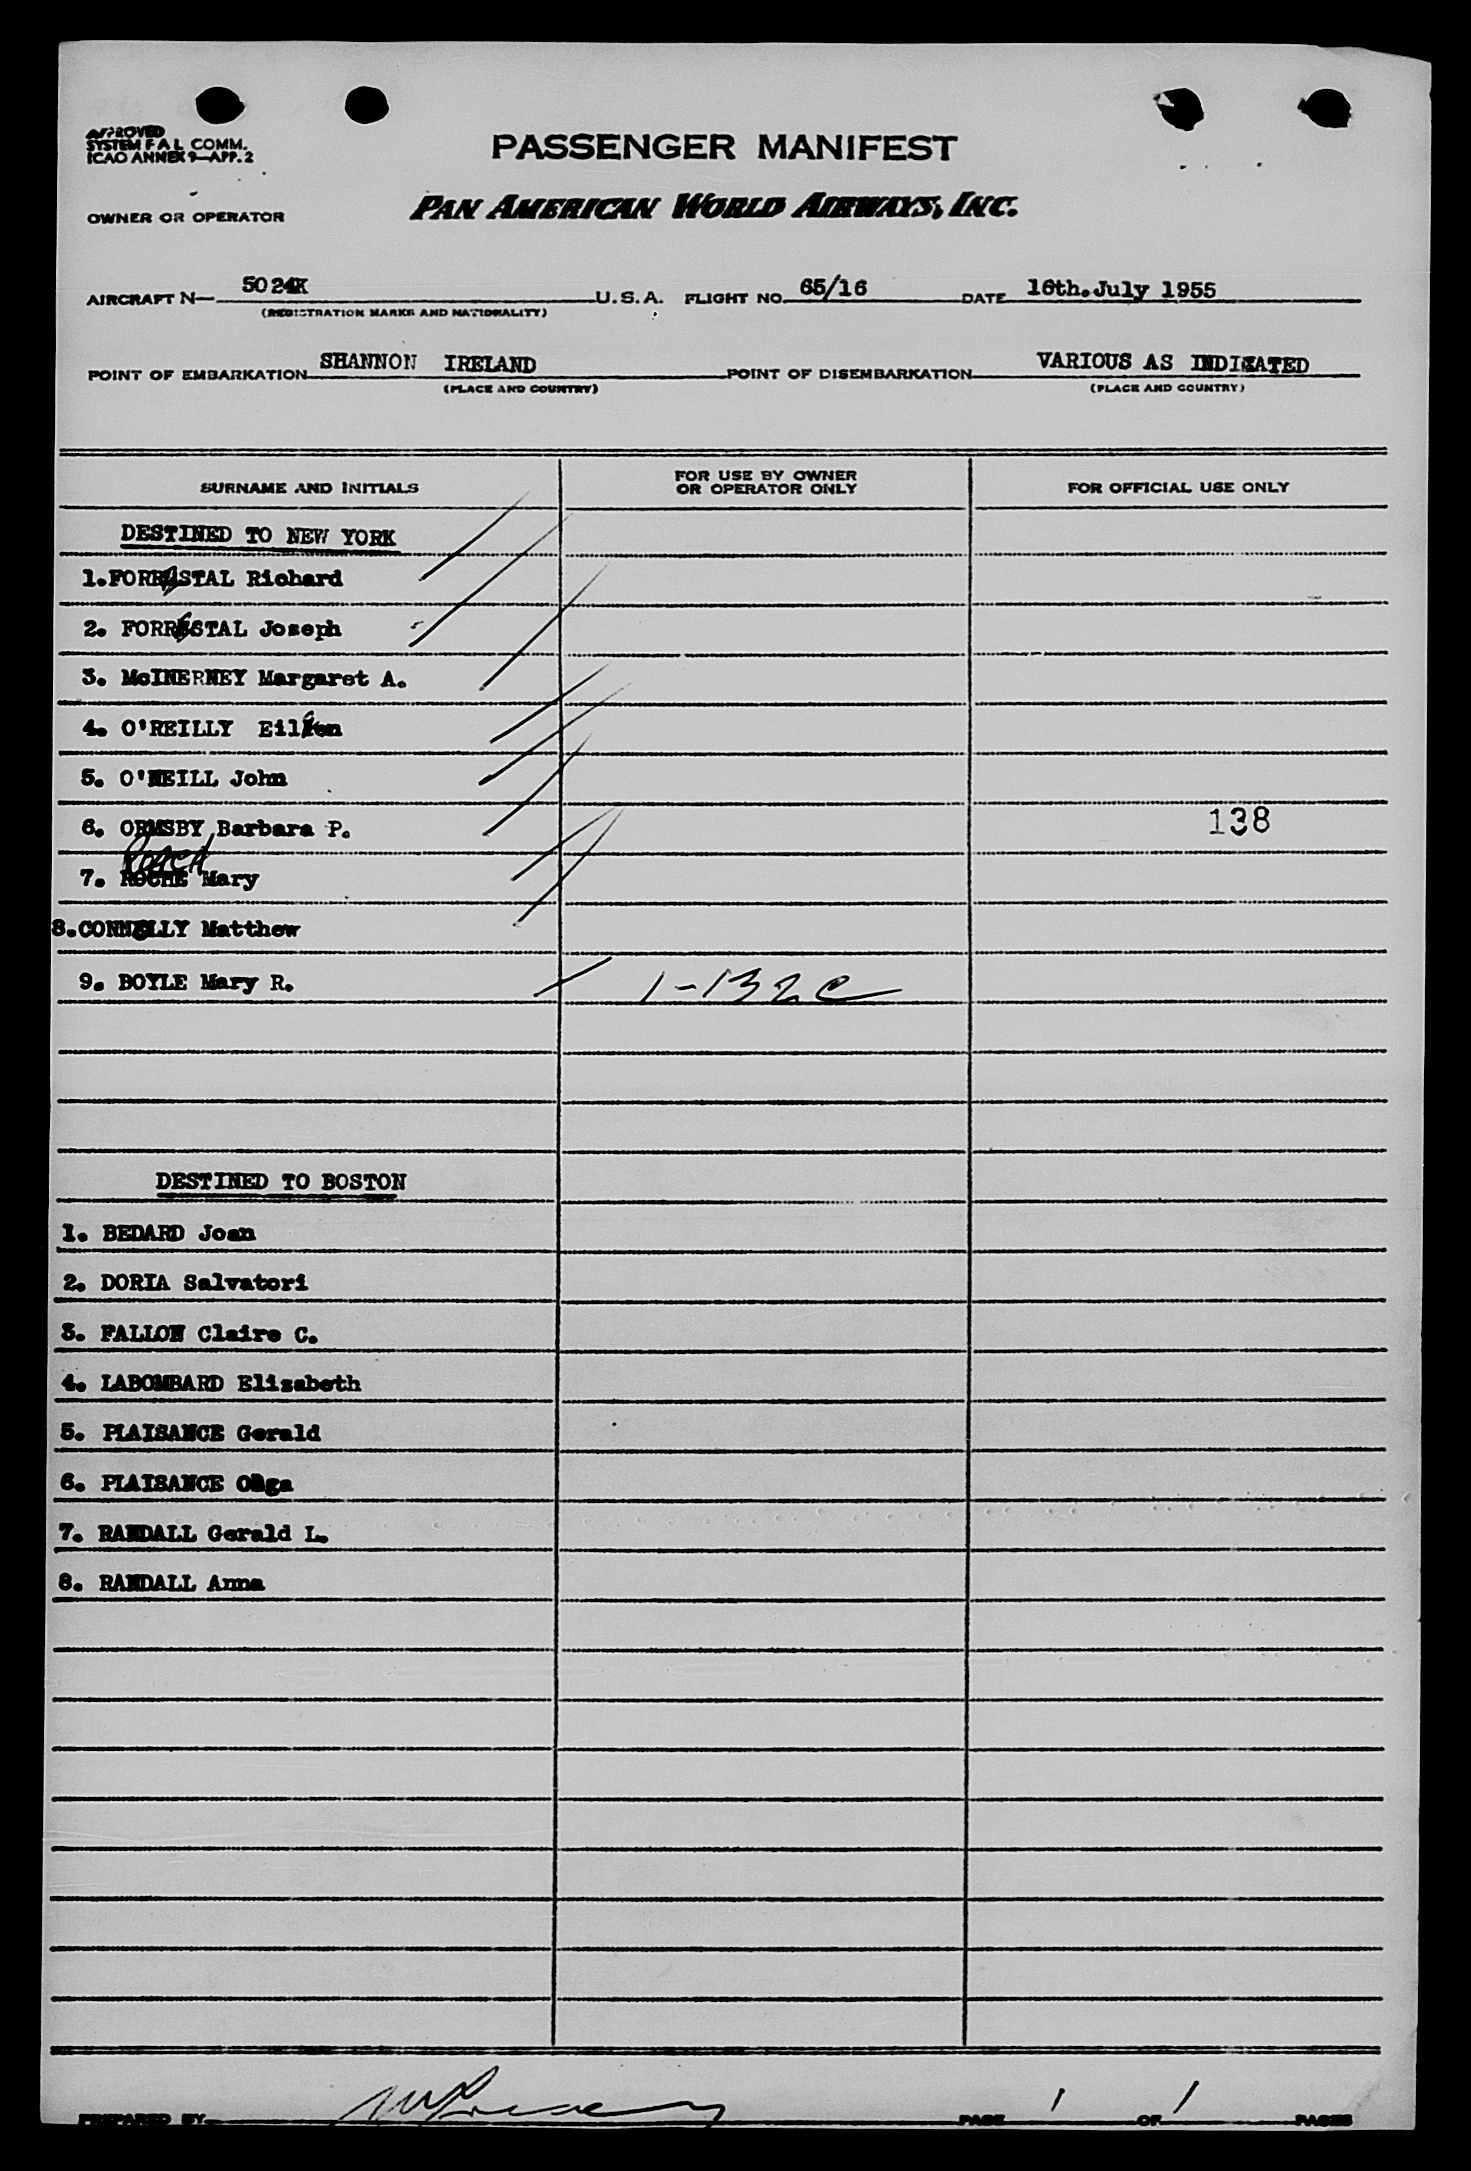 APPROVED
SYSTEM F A L COMM.
ICAO ANNEX 9—APP. 2
PASSENGER MANIFEST
OWNER OR OPERATOR
PAN AMERICAN WORLD AIRWAYS, INC.
AIRCRAFT N— 5024K U.S.A. FLIGHT NO. 65/16 DATE 16th.July 1955
(REGISTRATION MARKS AND NATIONALITY)
POINT OF EMBARKATION SHANNON IRELAND POINT OF DISEMBARKATION VARIOUS AS INDICATED
(PLACE AND COUNTRY) (PLACE AND COUNTRY)
SURNAME AND INITIALS FOR USE BY OWNER OR OPERATOR ONLY FOR OFFICIAL USE ONLY
DESTINED TO NEW YORK
1.FORRESTAL Richard
2. FORRESTAL Joseph
3. McINERNEY Margaret A.
4. O'REILLY Eileen
5. O'NEILL John
6. ORMSBY Barbara P. 138
ROACH
7. ROCHE Mary
8.CONNELLY Matthew
9. BOYLE Mary R. 1-132c
DESTINED TO BOSTON
1. BEDARD Joan
2. DORIA Salvatori
3. FALLON Claire C.
4. LABOMBARD Elisabeth
5. PLAISANCE Gerald
6. PLAISANCE Olga
7. RANDALL Gerald L.
8. RANDALL Anna
PREPARED BY PAGE 1 OF 1 PAGES